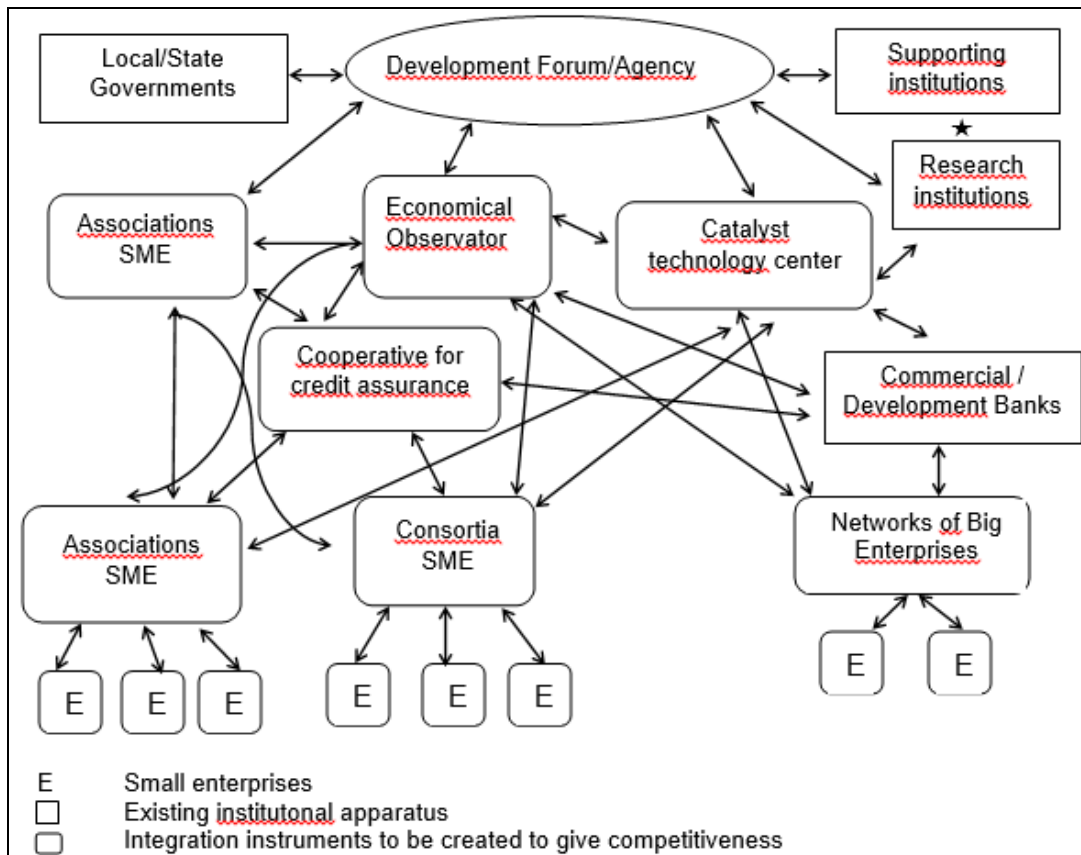 Local/State
Governments
Development Forum/Agency
Supporting
institutions
Research
institutions
Associations
SME
Economical
Observator
Catalyst
technology center
Cooperative for
credit assurance
Commercial /
Development Banks
Associations
SME
Consortia
SME
Networks of Big
Enterprises
E
E
E
E
E
E
E
E
E Small enterprises
Existing institutonal apparatus
Integration instruments to be created to give competitiveness